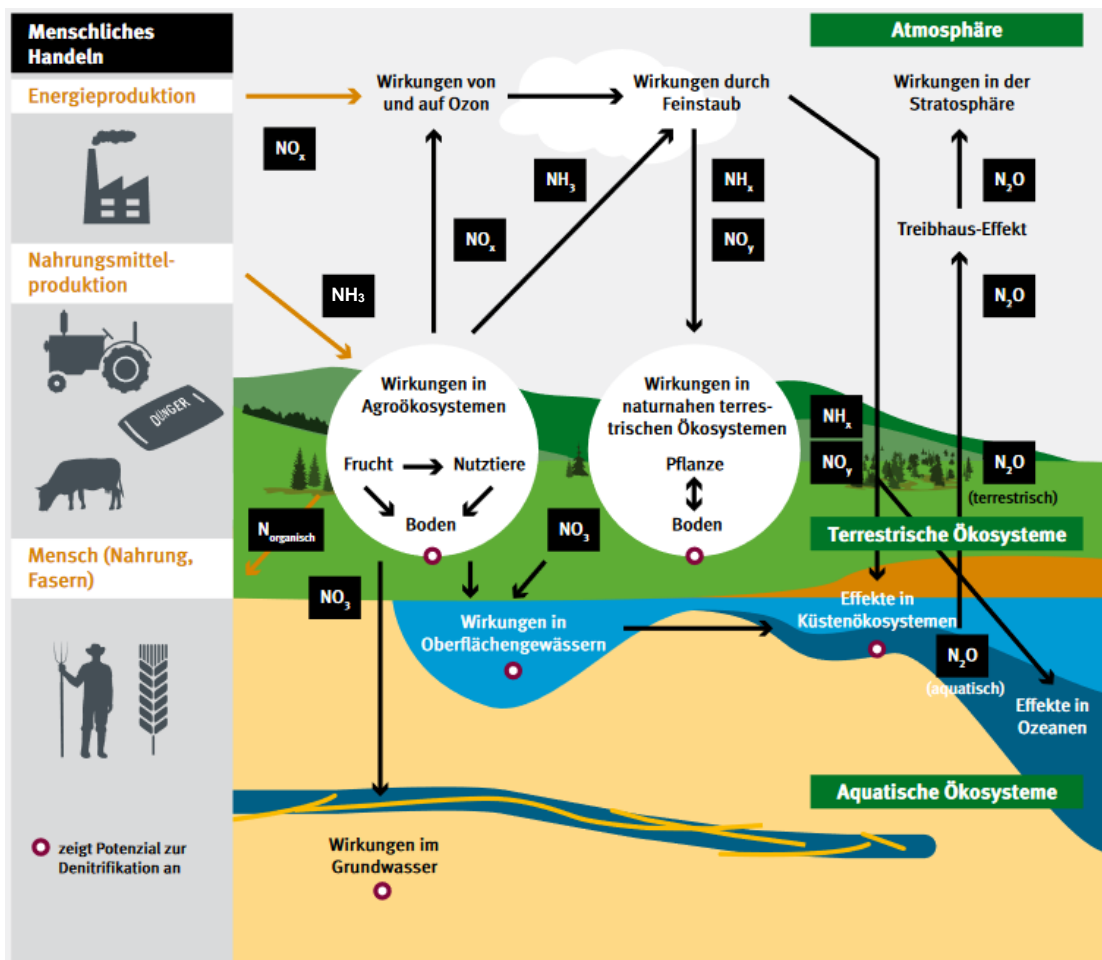 Menschliches
Handeln
Energieproduktion
Nahrungsmittel-
produktion
DÜNGER
Mensch (Nahrung,
Fasern)
zeigt Potenzial zur
Denitrifikation an
Atmosphäre
Wirkungen von
und auf Ozon
Wirkungen durch
Feinstaub
Wirkungen in der
Stratosphäre
NOₓ
NH₃
NHₓ
N₂O
NOₓ
NOᵧ
Treibhaus-Effekt
NH₃
N₂O
Wirkungen in
Agroökosystemen
Frucht
Nutztiere
Boden
Wirkungen in
naturnahen terres-
trischen Ökosystemen
Pflanze
Boden
NHₓ
NOᵧ
N₂O
(terrestrisch)
N organisch
NO₃
Terrestrische Ökosysteme
NO₃
Wirkungen in
Oberflächengewässern
Effekte in
Küstenökosystemen
N₂O
(aquatisch)
Effekte in
Ozeanen
Aquatische Ökosysteme
Wirkungen im
Grundwasser